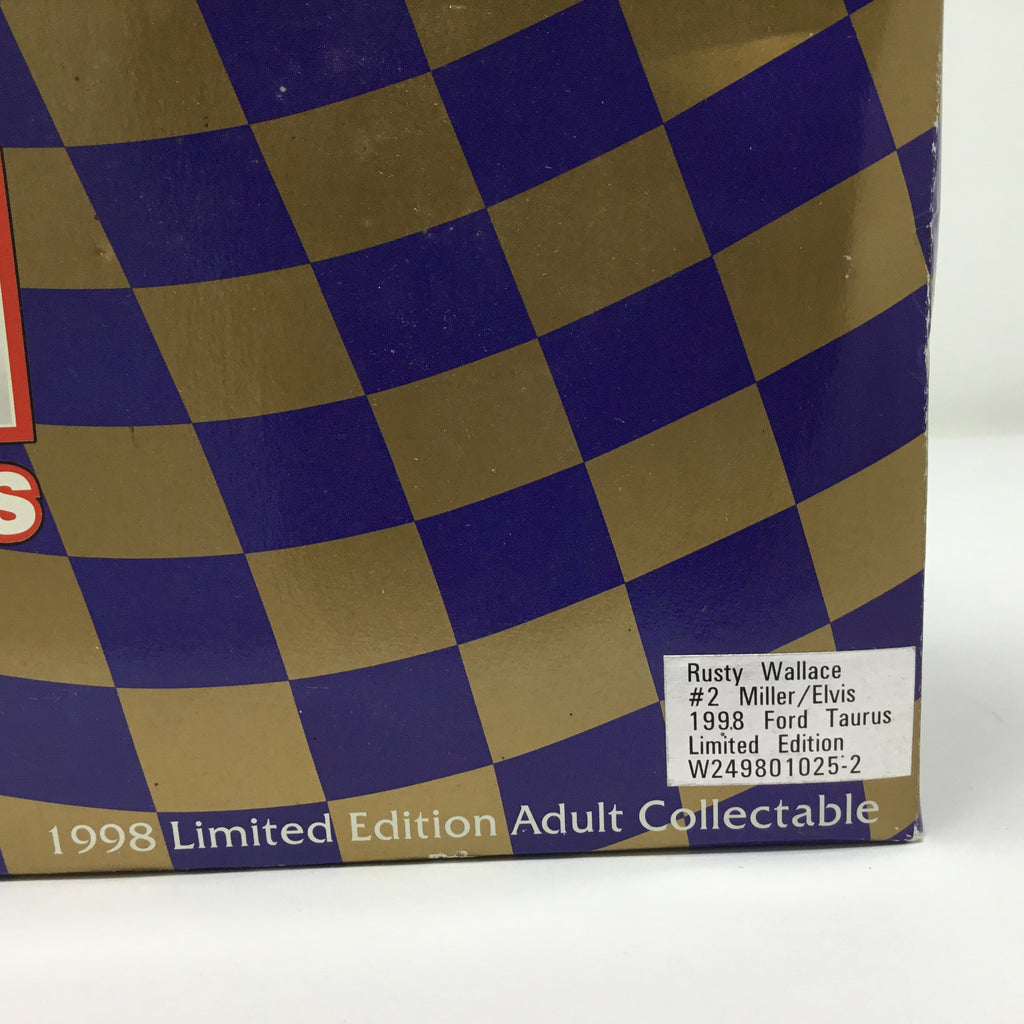 s
Rusty Wallace
#2 Miller/Elvis
1998 Ford Taurus
Limited Edition
W249801025-2
1998 Limited Edition Adult Collectable